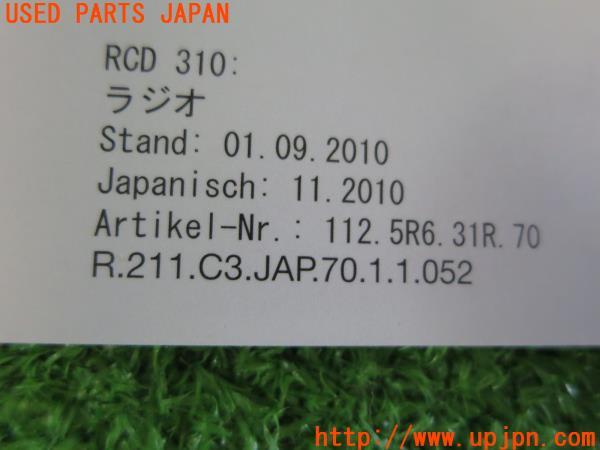 USED PARTS JAPAN
RCD 310:
ラジオ
Stand: 01.09.2010
Japanisch: 11.2010
Artikel-Nr.: 112.5R6.31R.70
R.211.C3.JAP.70.1.1.052
http://www.upjpn.com